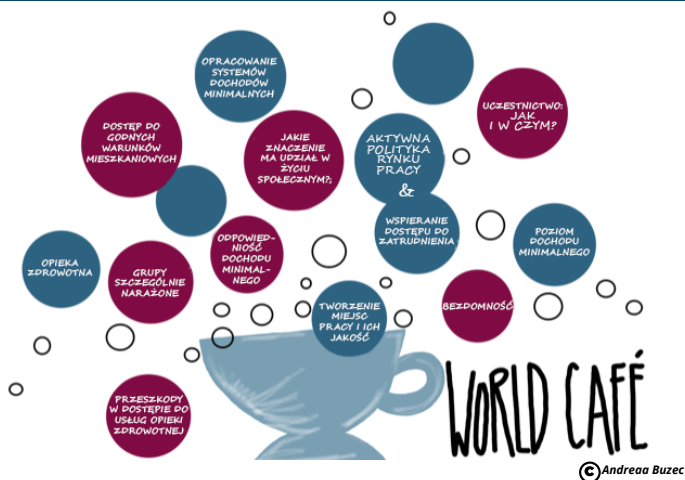 OPRACOWANIE
SYSTEMÓW
DOCHODÓW
MINIMALNYCH
UCZESTNICTWO:
JAK
I W CZYM?
DOSTĘP DO
GODNYCH
WARUNKÓW
MIESZKANIOWYCH
JAKIE
ZNACZENIE
MA UDZIAŁ W
ŻYCIU
SPOŁECZNYM?;
AKTYWNA
POLITYKA
RYNKU
PRACY
&
WSPIERANIE
DOSTĘPU DO
ZATRUDNIENIA
POZIOM
DOCHODU
MINIMALNEGO
ODPOWIED-
NIOŚĆ
DOCHODU
MINIMAL-
NEGO
OPIEKA
ZDROWOTNA
GRUPY
SZCZEGÓLNIE
NARAŻONE
TWORZENIE
MIEJSC
PRACY I ICH
JAKOŚĆ
BEZDOMNOŚĆ
PRZESZKODY
W DOSTĘPIE DO
USŁUG OPIEKI
ZDROWOTNEJ
WORLD CAFÉ
© Andreaa Buzec